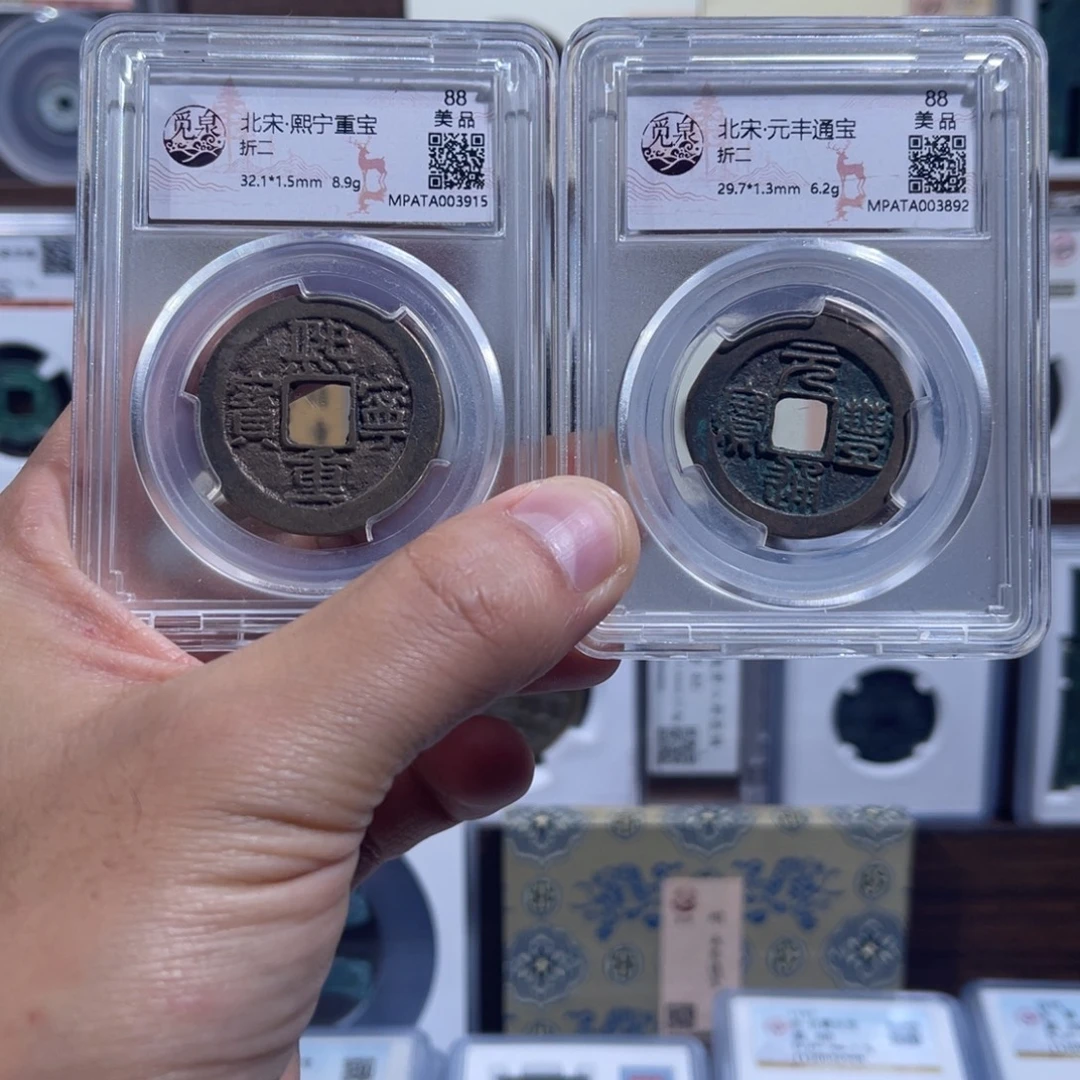 觅泉
北宋·熙宁重宝
折二
32.1*1.5mm 8.9g
88
美品
MPATA003915
熙寧重寶
觅泉
北宋·元丰通宝
折二
29.7*1.3mm 6.2g
88
美品
MPATA003892
元豐通寳